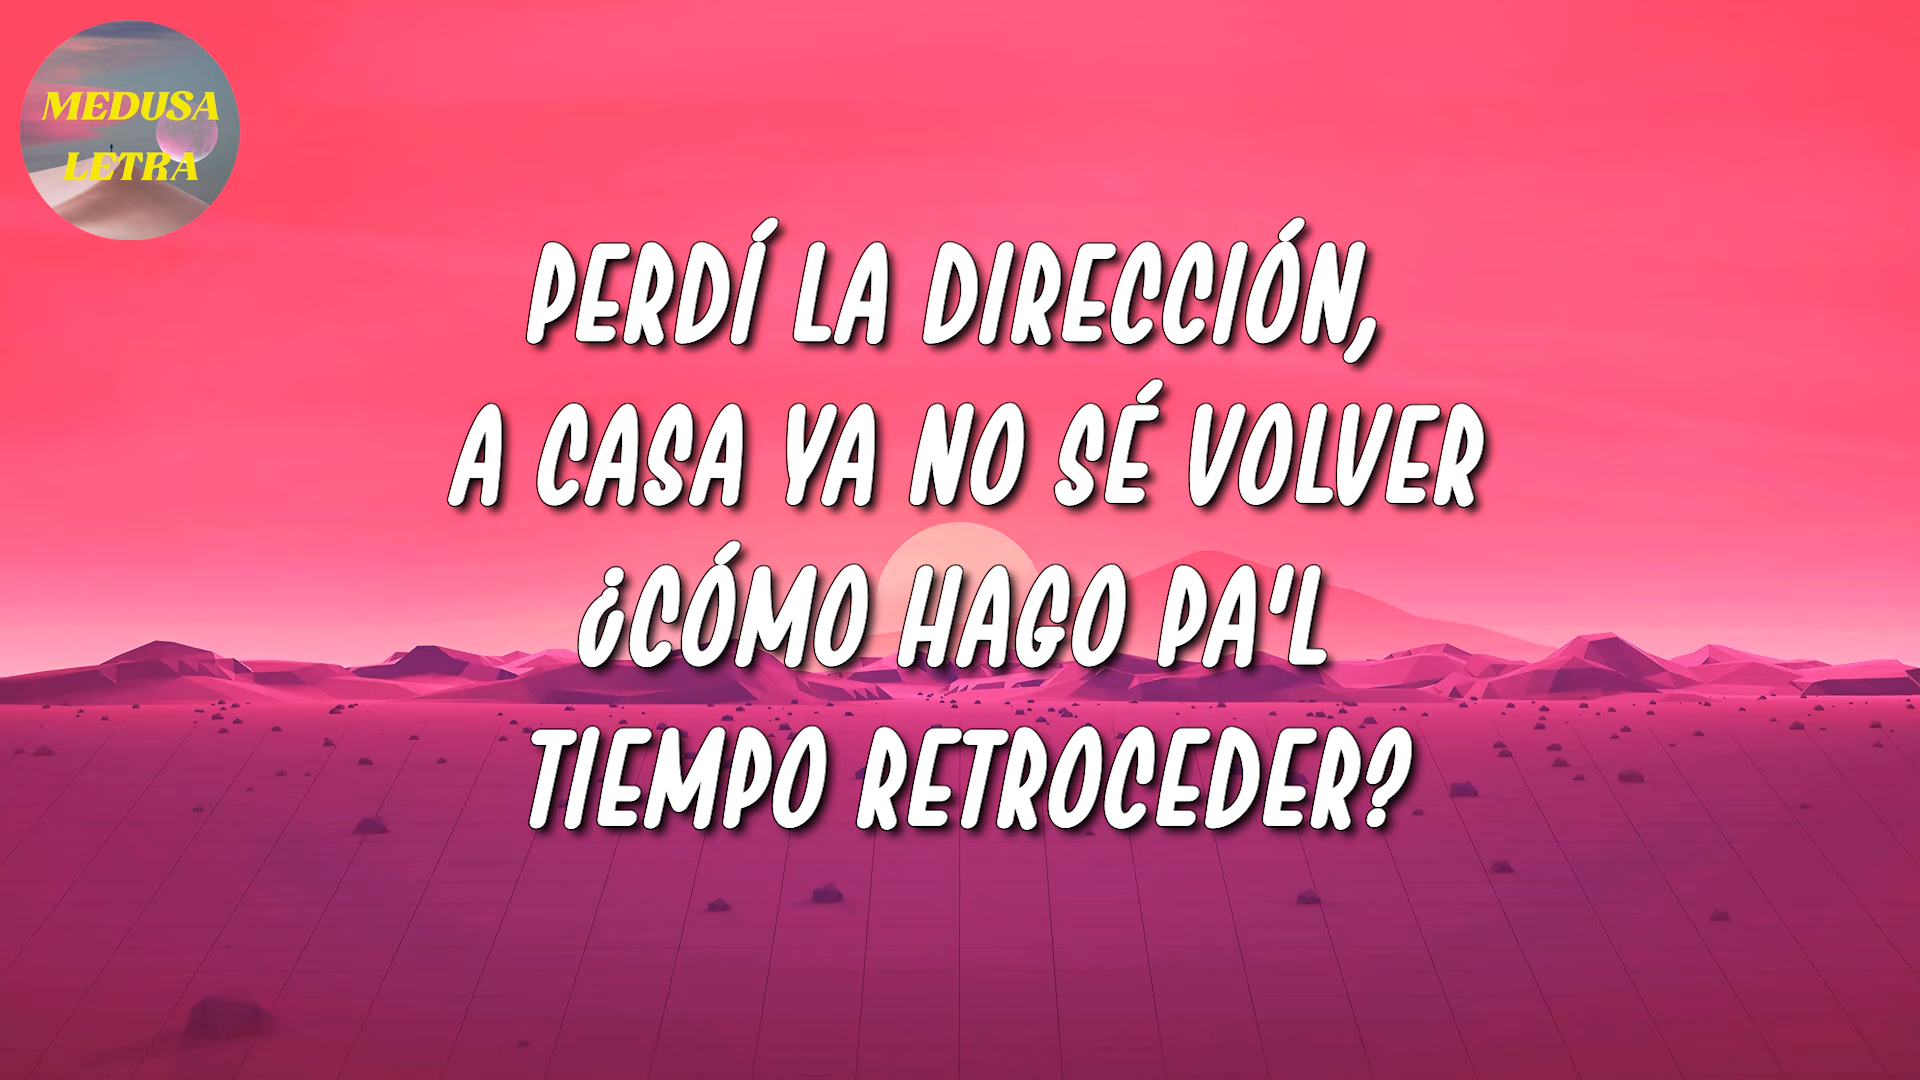 MEDUSA
LETRA
PERDÍ LA DIRECCIÓN,
A CASA YA NO SÉ VOLVER
¿CÓMO HAGO PA'L
TIEMPO RETROCEDER?